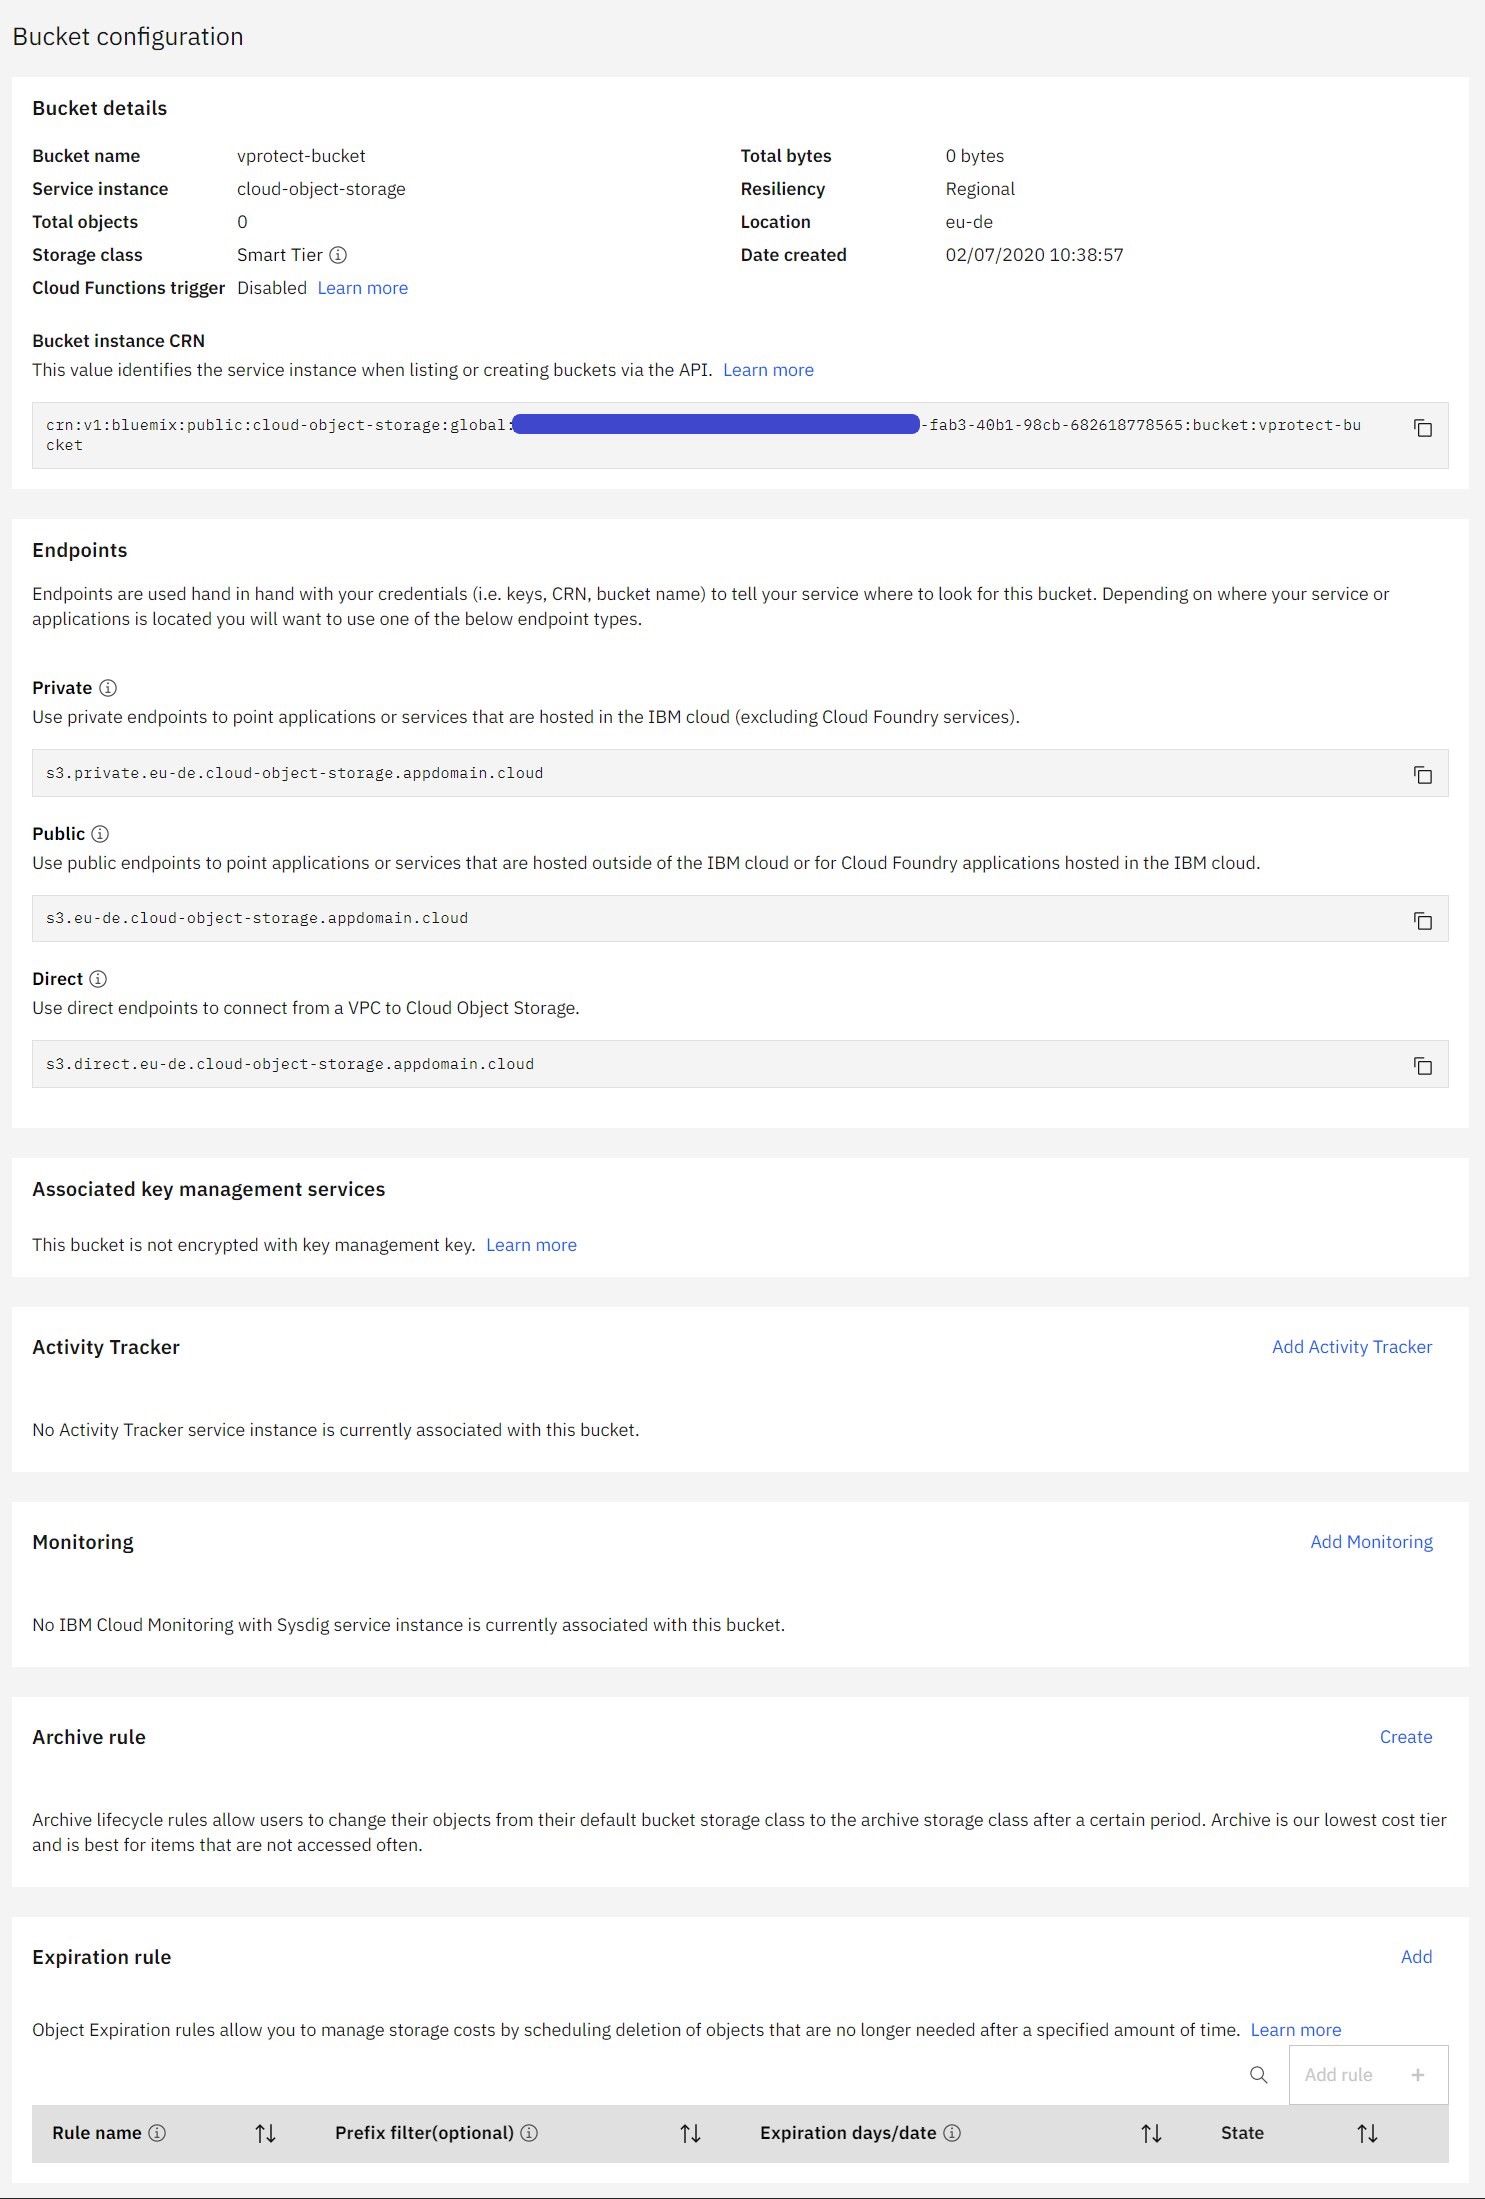 Bucket configuration
Bucket details
Bucket name vprotect-bucket Total bytes 0 bytes
Service instance cloud-object-storage Resiliency Regional
Total objects 0 Location eu-de
Storage class Smart Tier Date created 02/07/2020 10:38:57
Cloud Functions trigger Disabled Learn more
Bucket instance CRN
This value identifies the service instance when listing or creating buckets via the API. Learn more
crn:v1:bluemix:public:cloud-object-storage:global: -fab3-40b1-98cb-682618778565:bucket:vprotect-bu
cket
Endpoints
Endpoints are used hand in hand with your credentials (i.e. keys, CRN, bucket name) to tell your service where to look for this bucket. Depending on where your service or
applications is located you will want to use one of the below endpoint types.
Private
Use private endpoints to point applications or services that are hosted in the IBM cloud (excluding Cloud Foundry services).
s3.private.eu-de.cloud-object-storage.appdomain.cloud
Public
Use public endpoints to point applications or services that are hosted outside of the IBM cloud or for Cloud Foundry applications hosted in the IBM cloud.
s3.eu-de.cloud-object-storage.appdomain.cloud
Direct
Use direct endpoints to connect from a VPC to Cloud Object Storage.
s3.direct.eu-de.cloud-object-storage.appdomain.cloud
Associated key management services
This bucket is not encrypted with key management key. Learn more
Activity Tracker Add Activity Tracker
No Activity Tracker service instance is currently associated with this bucket.
Monitoring Add Monitoring
No IBM Cloud Monitoring with Sysdig service instance is currently associated with this bucket.
Archive rule Create
Archive lifecycle rules allow users to change their objects from their default bucket storage class to the archive storage class after a certain period. Archive is our lowest cost tier
and is best for items that are not accessed often.
Expiration rule Add
Object Expiration rules allow you to manage storage costs by scheduling deletion of objects that are no longer needed after a specified amount of time. Learn more
Add rule +
Rule name Prefix filter(optional) Expiration days/date State